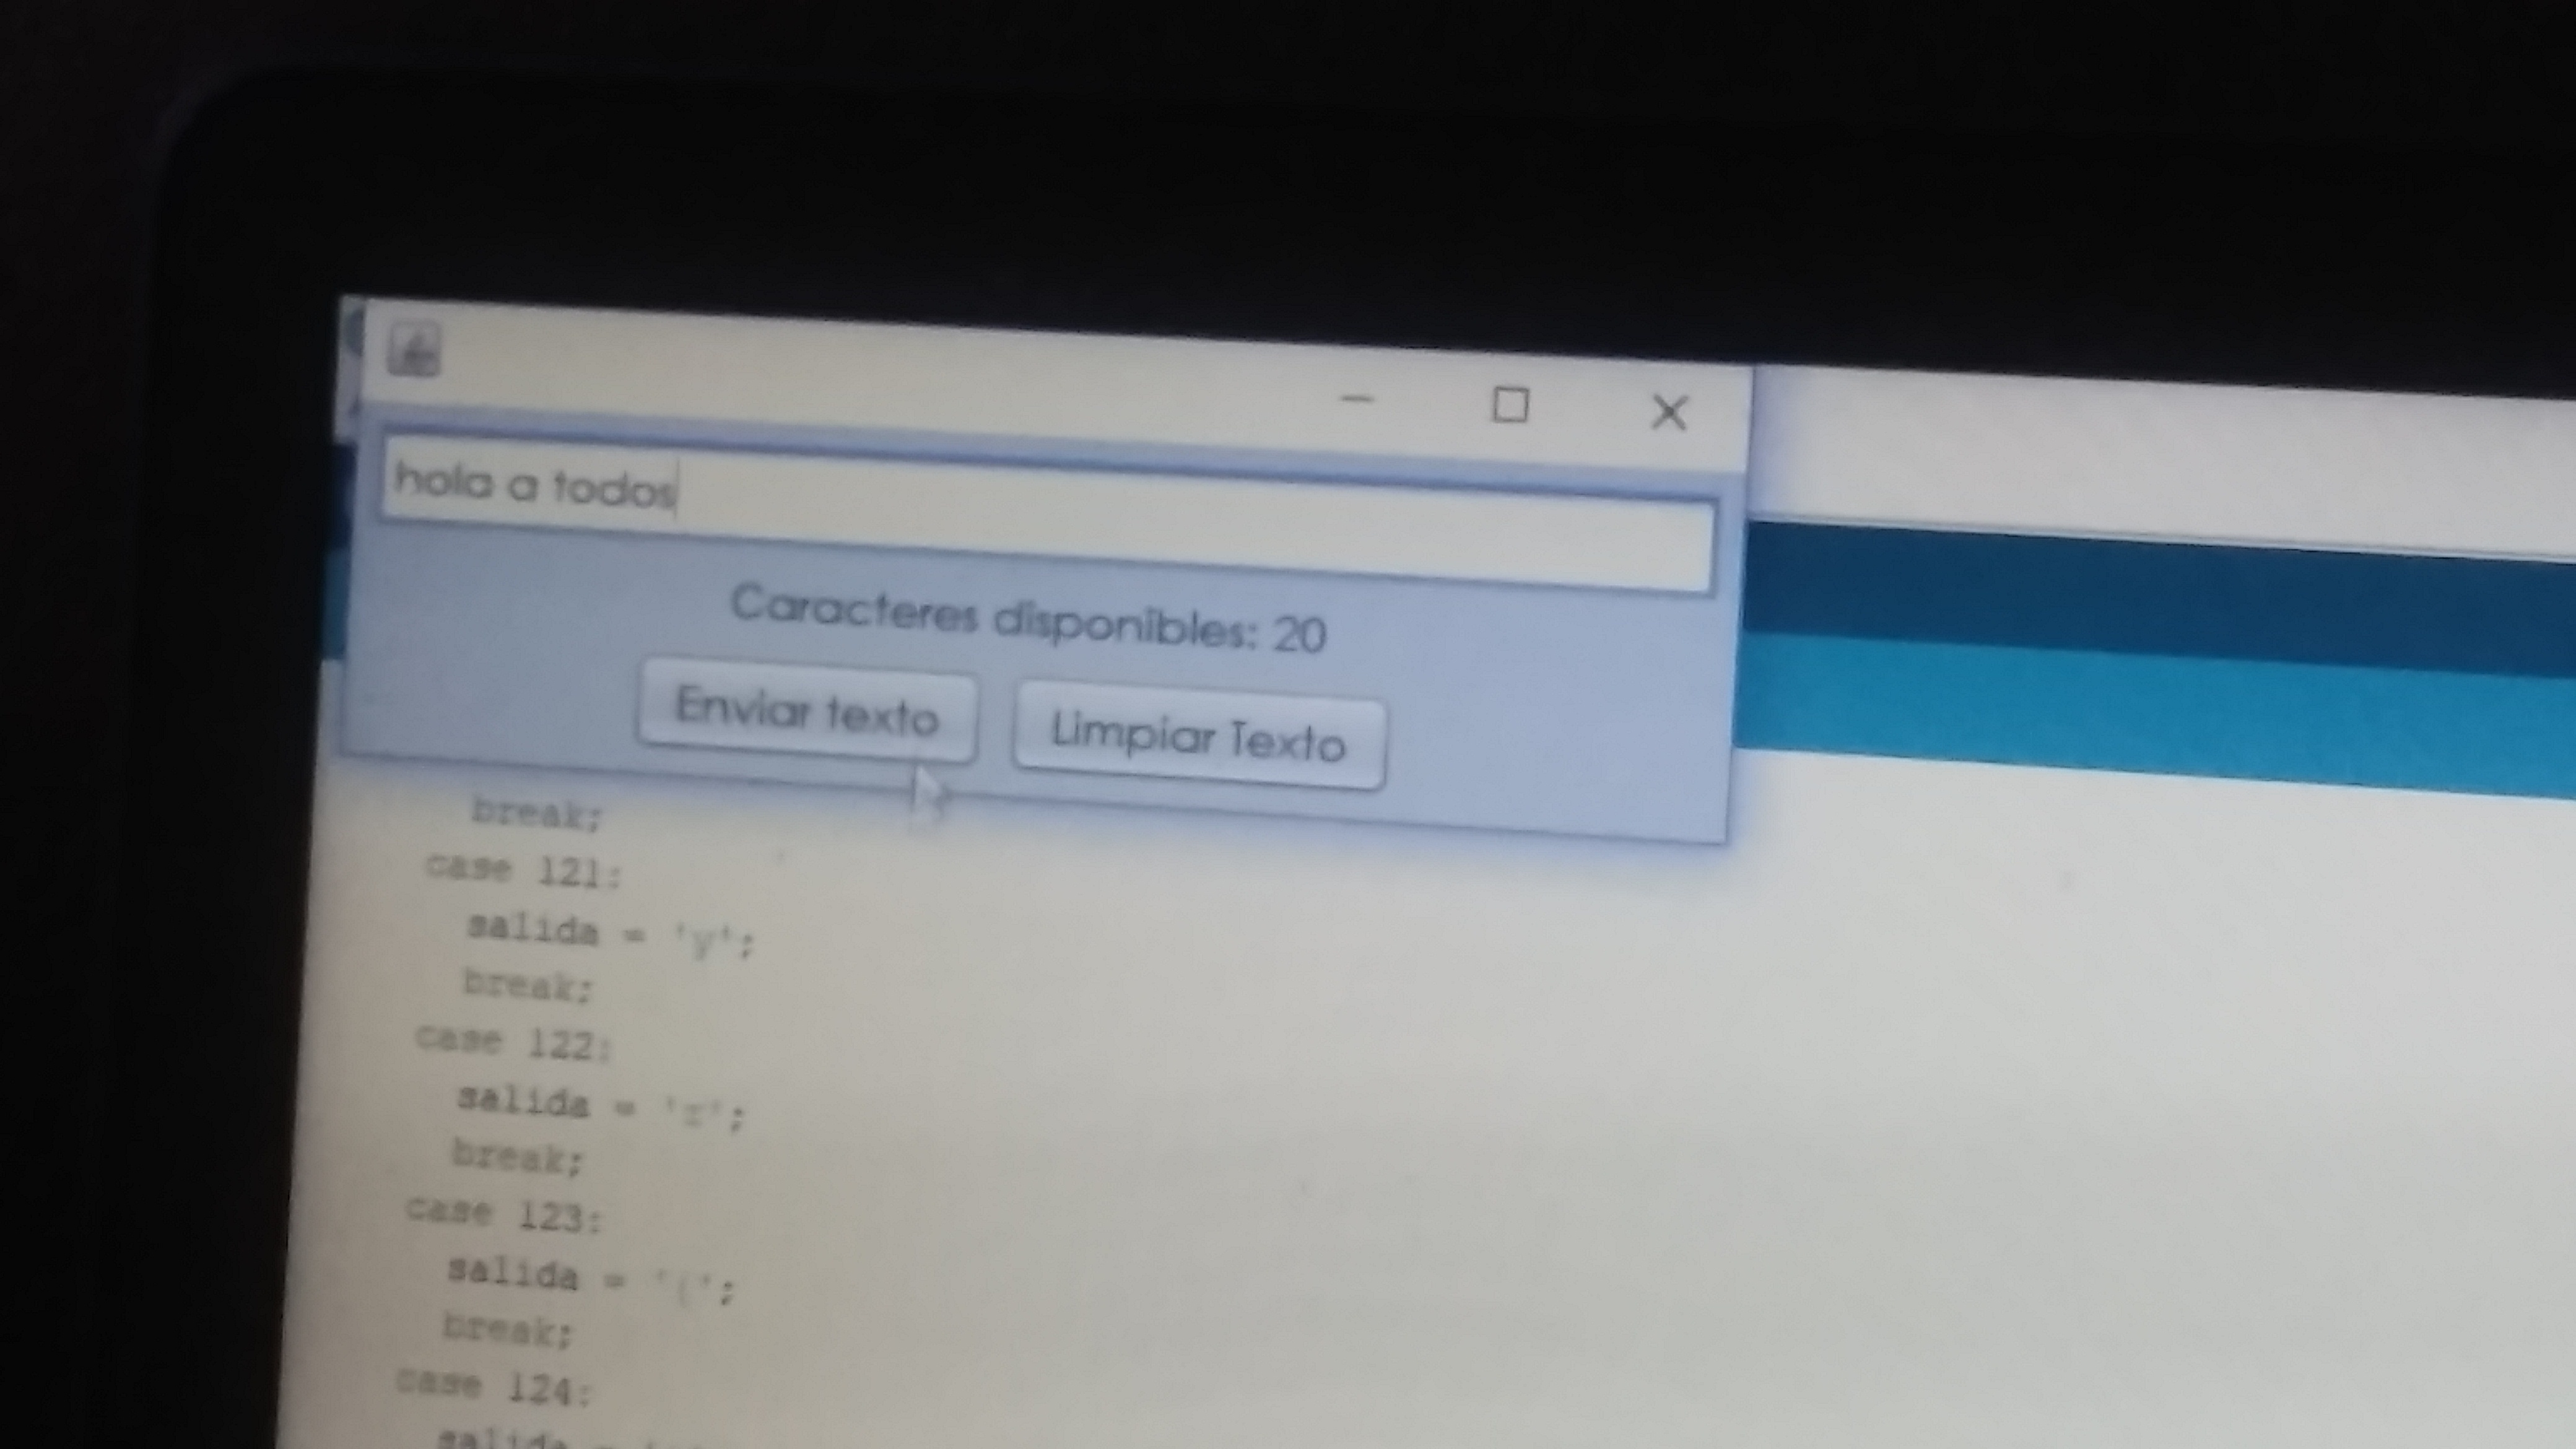 hola a todos
Caracteres disponibles: 20
Enviar texto
Limpiar Texto
break;
case 121:
salida = 'y';
break;
case 122:
salida = 'z';
break;
case 123:
salida = '{';
break;
case 124:
salida =